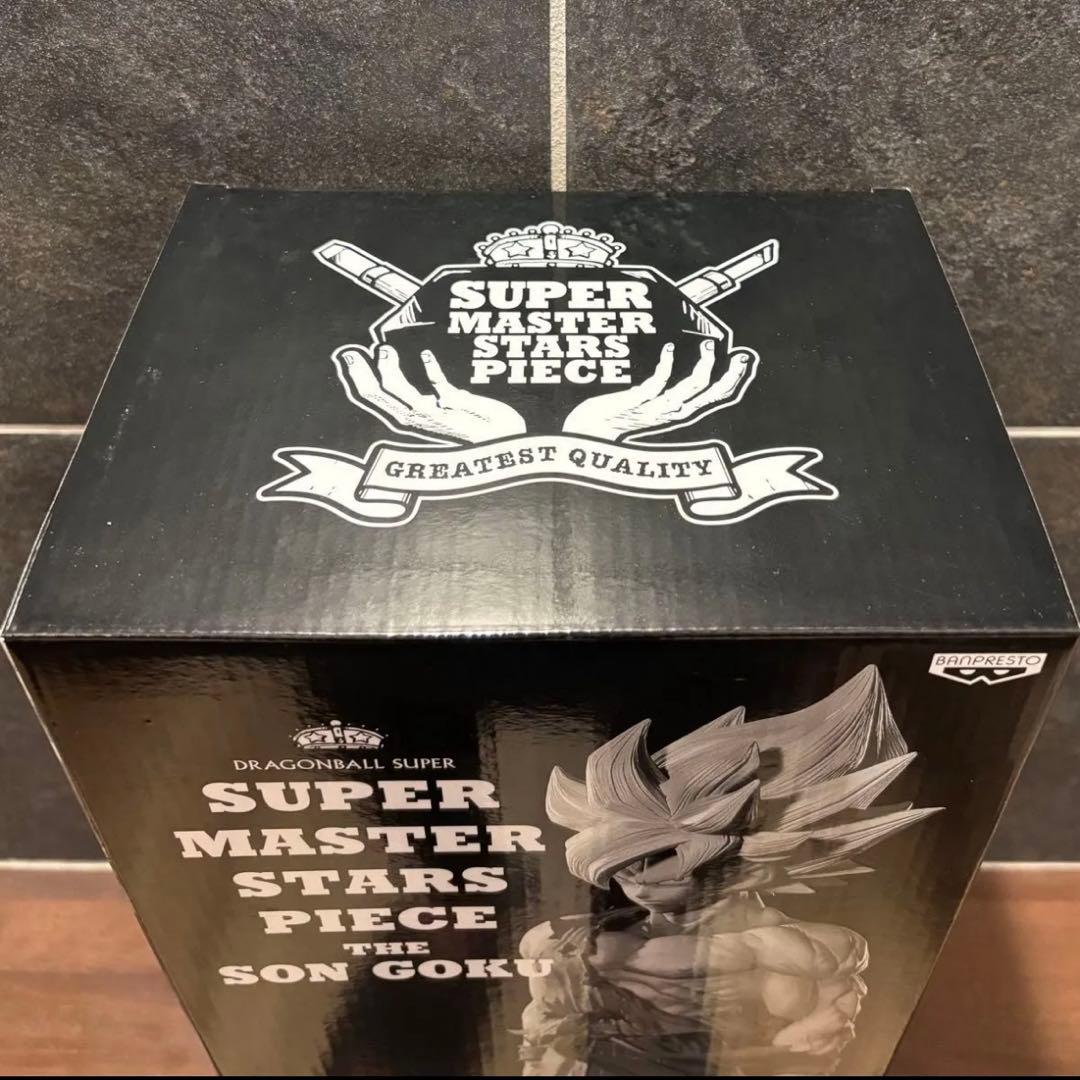 SUPER
MASTER
STARS
PIECE
GREATEST QUALITY
BANPRESTO
DRAGONBALL SUPER
SUPER
MASTER
STARS
PIECE
THE
SON GOKU